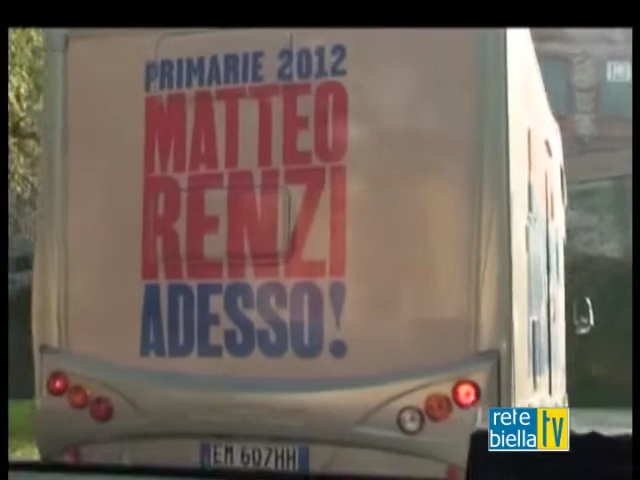 PRIMARIE 2012
MATTEO
RENZI
ADESSO!
EM 607HH
rete
biella tv